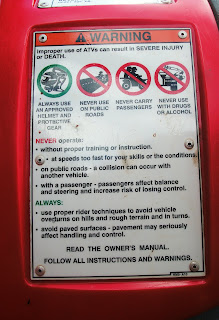 WARNING
Improper use of ATVs can result in SEVERE INJURY
or DEATH.
ALWAYS USE
AN APPROVED
HELMET AND
PROTECTIVE
GEAR
NEVER USE
ON PUBLIC
ROADS
NEVER CARRY
PASSENGERS
NEVER USE
WITH DRUGS
OR ALCOHOL
NEVER operate:
• without proper training or instruction.
• at speeds too fast for your skills or the conditions.
• on public roads - a collision can occur with
another vehicle.
• with a passenger - passengers affect balance
and steering and increase risk of losing control.
ALWAYS:
• use proper rider techniques to avoid vehicle
overturns on hills and rough terrain and in turns.
• avoid paved surfaces - pavement may seriously
affect handling and control.
READ THE OWNER'S MANUAL.
FOLLOW ALL INSTRUCTIONS AND WARNINGS.